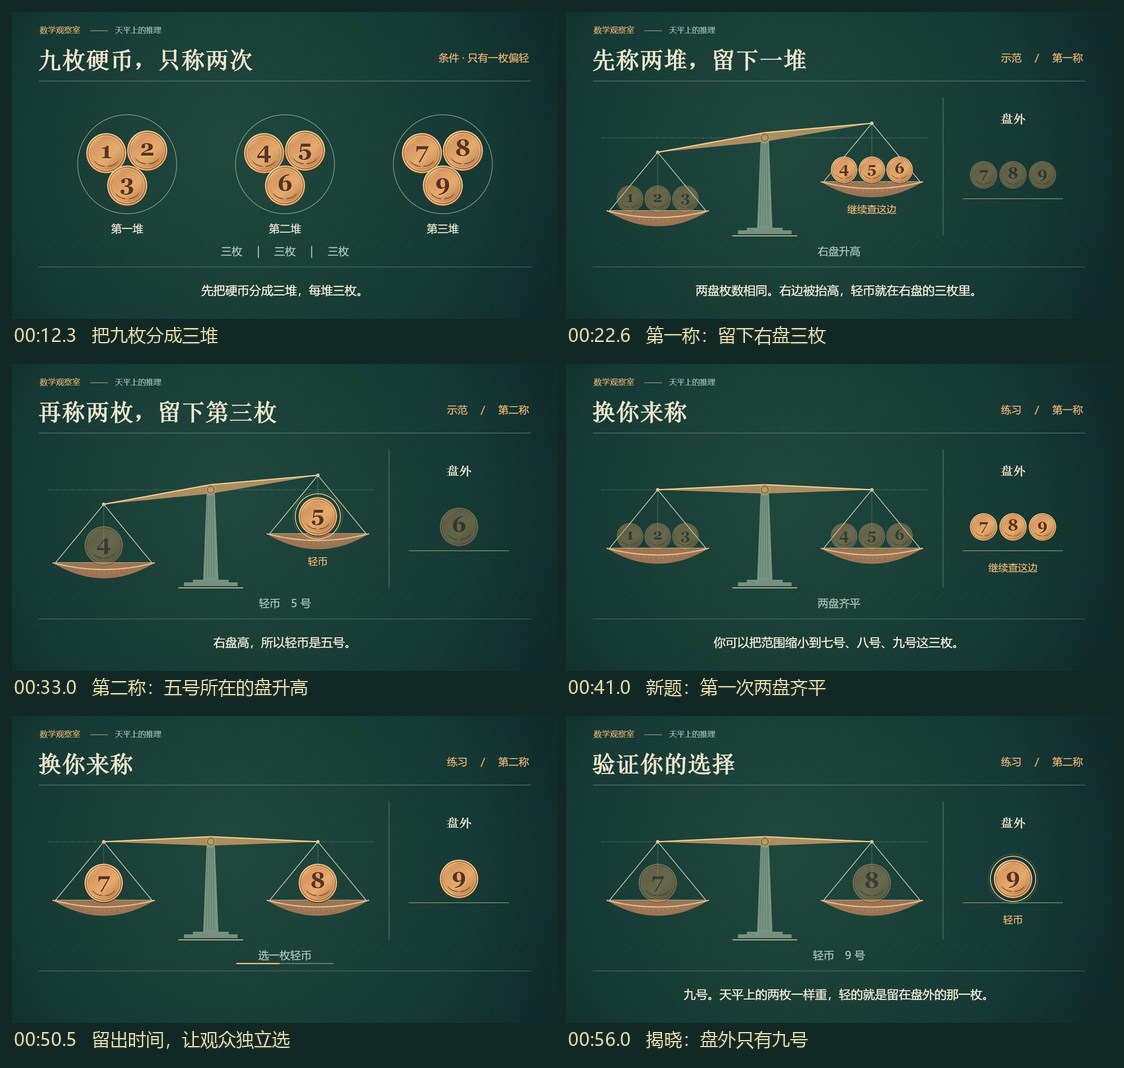 数学观察室 —— 天平上的推理
九枚硬币，只称两次
条件 · 只有一枚偏轻
1 2 3
4 5 6
7 8 9
第一堆 第二堆 第三堆
三枚 | 三枚 | 三枚
先把硬币分成三堆，每堆三枚。
00:12.3 把九枚分成三堆
数学观察室 —— 天平上的推理
先称两堆，留下一堆
示范 / 第一称
盘外
1 2 3
4 5 6
7 8 9
继续查这边
右盘升高
两盘枚数相同。右边被抬高，轻币就在右盘的三枚里。
00:22.6 第一称：留下右盘三枚
数学观察室 —— 天平上的推理
再称两枚，留下第三枚
示范 / 第二称
盘外
4
5
6
轻币
轻币 5 号
右盘高，所以轻币是五号。
00:33.0 第二称：五号所在的盘升高
数学观察室 —— 天平上的推理
换你来称
练习 / 第一称
盘外
1 2 3
4 5 6
7 8 9
继续查这边
两盘齐平
你可以把范围缩小到七号、八号、九号这三枚。
00:41.0 新题：第一次两盘齐平
数学观察室 —— 天平上的推理
换你来称
练习 / 第二称
盘外
7
8
9
选一枚轻币
00:50.5 留出时间，让观众独立选
数学观察室 —— 天平上的推理
验证你的选择
练习 / 第二称
盘外
7
8
9
轻币
轻币 9 号
九号。天平上的两枚一样重，轻的就是留在盘外的那一枚。
00:56.0 揭晓：盘外只有九号